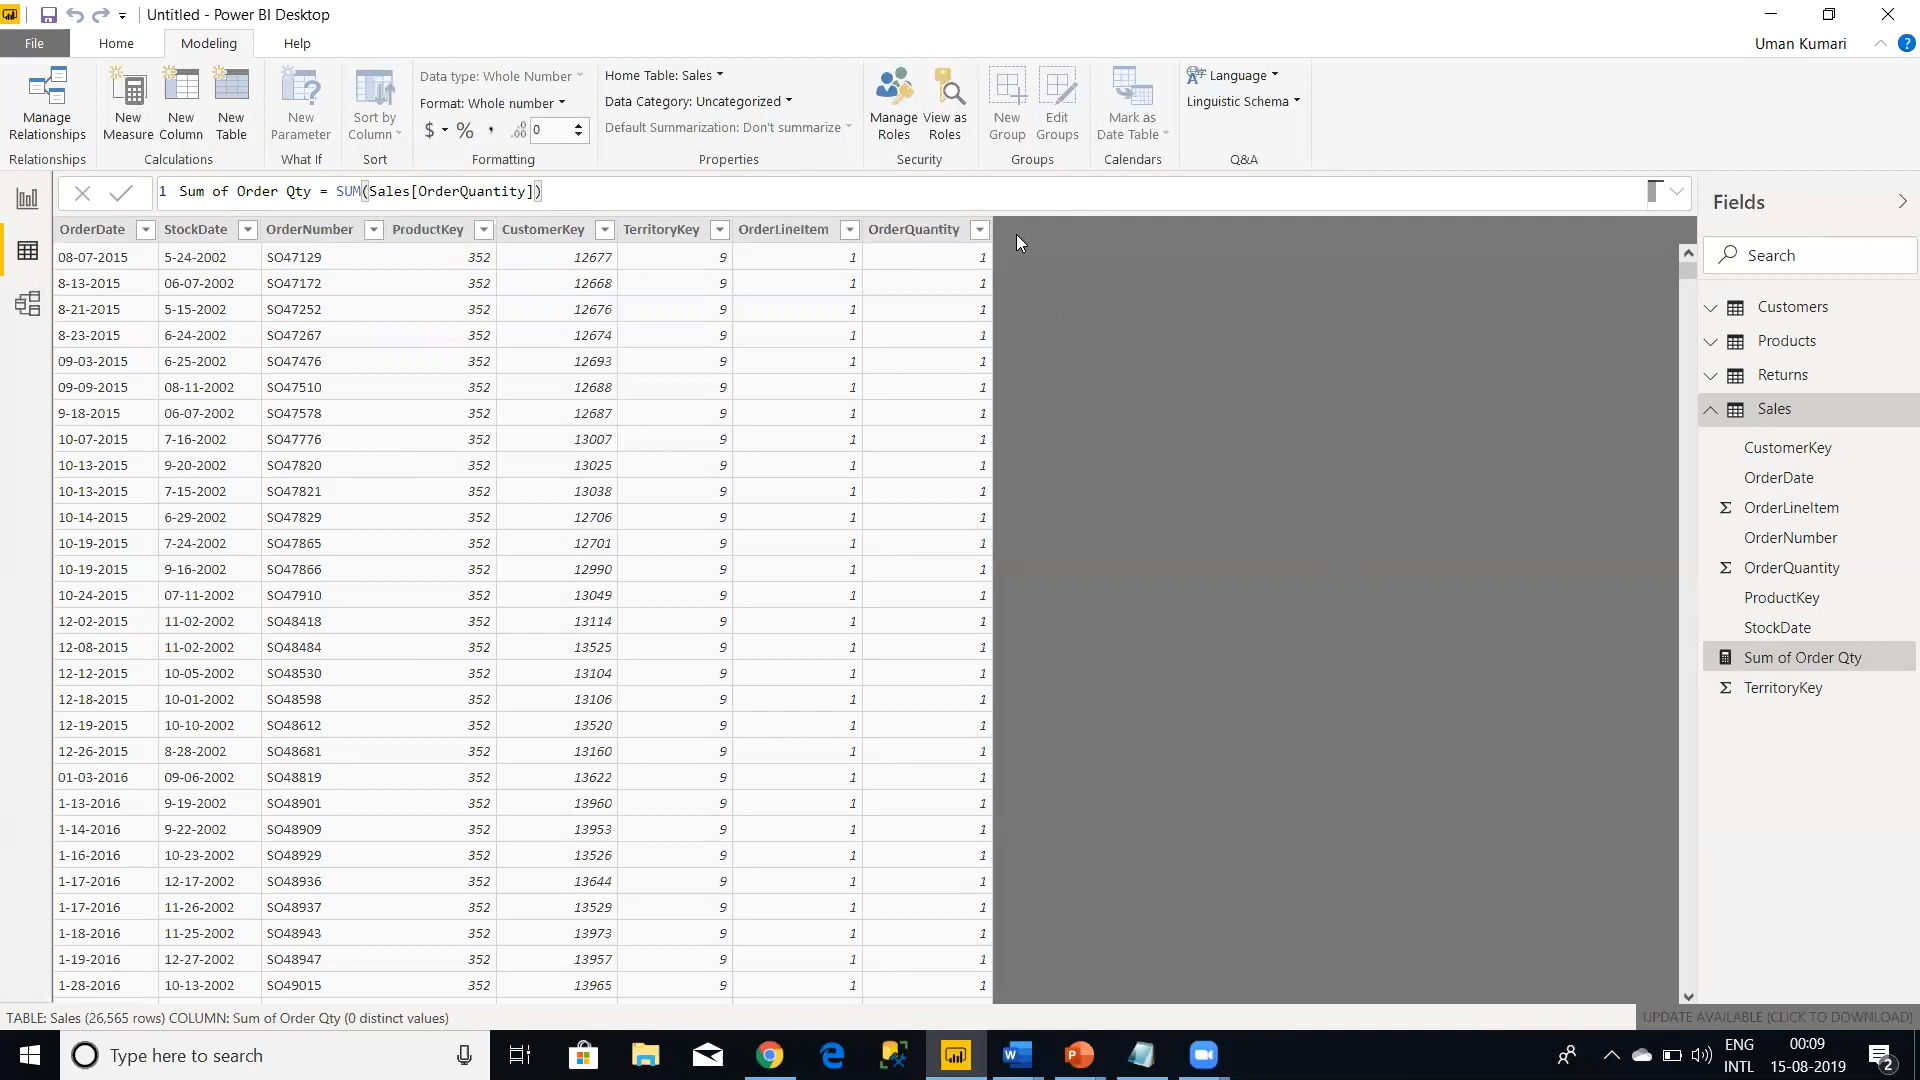 Untitled - Power BI Desktop
File Home Modeling Help Uman Kumari ?
Manage Relationships
New Measure
New Column
New Table
New Parameter
Sort by Column
Data type: Whole Number
Format: Whole number
$ % , .00 0
Home Table: Sales
Data Category: Uncategorized
Default Summarization: Don't summarize
Manage Roles
View as Roles
New Group
Edit Groups
Mark as Date Table
Language
Linguistic Schema
Relationships Calculations What If Sort Formatting Properties Security Groups Calendars Q&A
1 Sum of Order Qty = SUM(Sales[OrderQuantity])
OrderDate StockDate OrderNumber ProductKey CustomerKey TerritoryKey OrderLineItem OrderQuantity
08-07-2015 5-24-2002 SO47129 352 12677 9 1 1
8-13-2015 06-07-2002 SO47172 352 12668 9 1 1
8-21-2015 5-15-2002 SO47252 352 12676 9 1 1
8-23-2015 6-24-2002 SO47267 352 12674 9 1 1
09-03-2015 6-25-2002 SO47476 352 12693 9 1 1
09-09-2015 08-11-2002 SO47510 352 12688 9 1 1
9-18-2015 06-07-2002 SO47578 352 12687 9 1 1
10-07-2015 7-16-2002 SO47776 352 13007 9 1 1
10-13-2015 9-20-2002 SO47820 352 13025 9 1 1
10-13-2015 7-15-2002 SO47821 352 13038 9 1 1
10-14-2015 6-29-2002 SO47829 352 12706 9 1 1
10-19-2015 7-24-2002 SO47865 352 12701 9 1 1
10-19-2015 9-16-2002 SO47866 352 12990 9 1 1
10-24-2015 07-11-2002 SO47910 352 13049 9 1 1
12-02-2015 11-02-2002 SO48418 352 13114 9 1 1
12-08-2015 11-02-2002 SO48484 352 13525 9 1 1
12-12-2015 10-05-2002 SO48530 352 13104 9 1 1
12-18-2015 10-01-2002 SO48598 352 13106 9 1 1
12-19-2015 10-10-2002 SO48612 352 13520 9 1 1
12-26-2015 8-28-2002 SO48681 352 13160 9 1 1
01-03-2016 09-06-2002 SO48819 352 13622 9 1 1
1-13-2016 9-19-2002 SO48901 352 13960 9 1 1
1-14-2016 9-22-2002 SO48909 352 13953 9 1 1
1-16-2016 10-23-2002 SO48929 352 13526 9 1 1
1-17-2016 12-17-2002 SO48936 352 13644 9 1 1
1-17-2016 11-26-2002 SO48937 352 13529 9 1 1
1-18-2016 11-25-2002 SO48943 352 13973 9 1 1
1-19-2016 12-27-2002 SO48947 352 13957 9 1 1
1-28-2016 10-13-2002 SO49015 352 13965 9 1 1
Fields
Search
Customers
Products
Returns
Sales
CustomerKey
OrderDate
Σ OrderLineItem
OrderNumber
Σ OrderQuantity
ProductKey
StockDate
Sum of Order Qty
Σ TerritoryKey
TABLE: Sales (26,565 rows) COLUMN: Sum of Order Qty (0 distinct values)
UPDATE AVAILABLE (CLICK TO DOWNLOAD)
Type here to search
ENG
INTL
00:09
15-08-2019
2